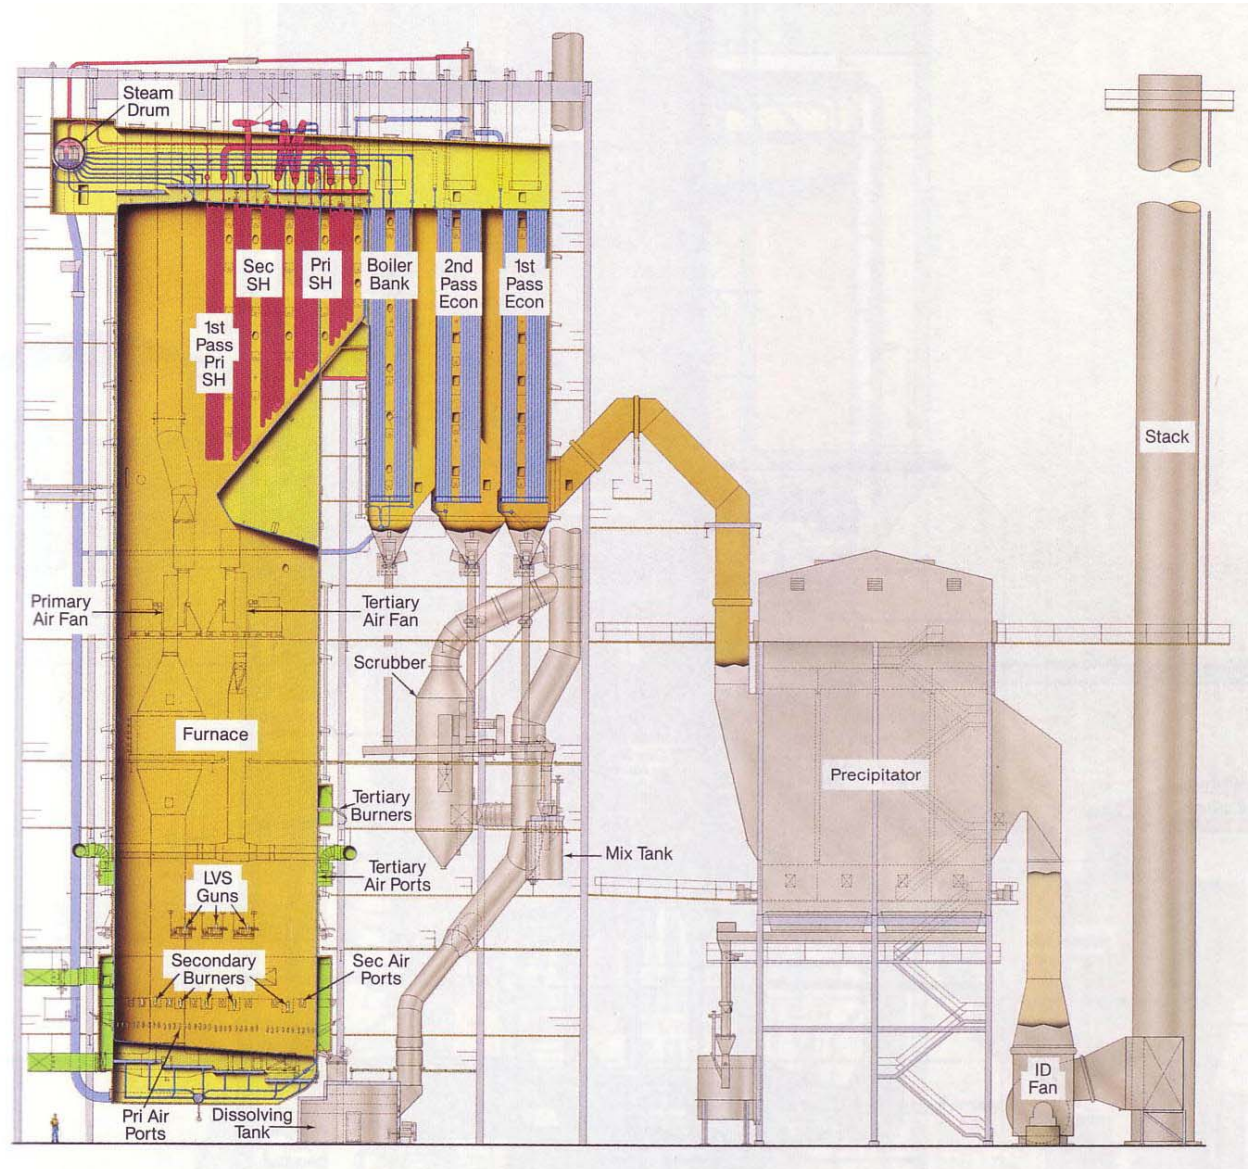 Steam
Drum
Sec
SH
Pri
SH
Boiler
Bank
2nd
Pass
Econ
1st
Pass
Econ
1st
Pass
Pri
SH
Stack
Primary
Air Fan
Tertiary
Air Fan
Scrubber
Furnace
Precipitator
Tertiary
Burners
Mix Tank
Tertiary
Air Ports
LVS
Guns
Secondary
Burners
Sec Air
Ports
ID
Fan
Pri Air
Ports
Dissolving
Tank